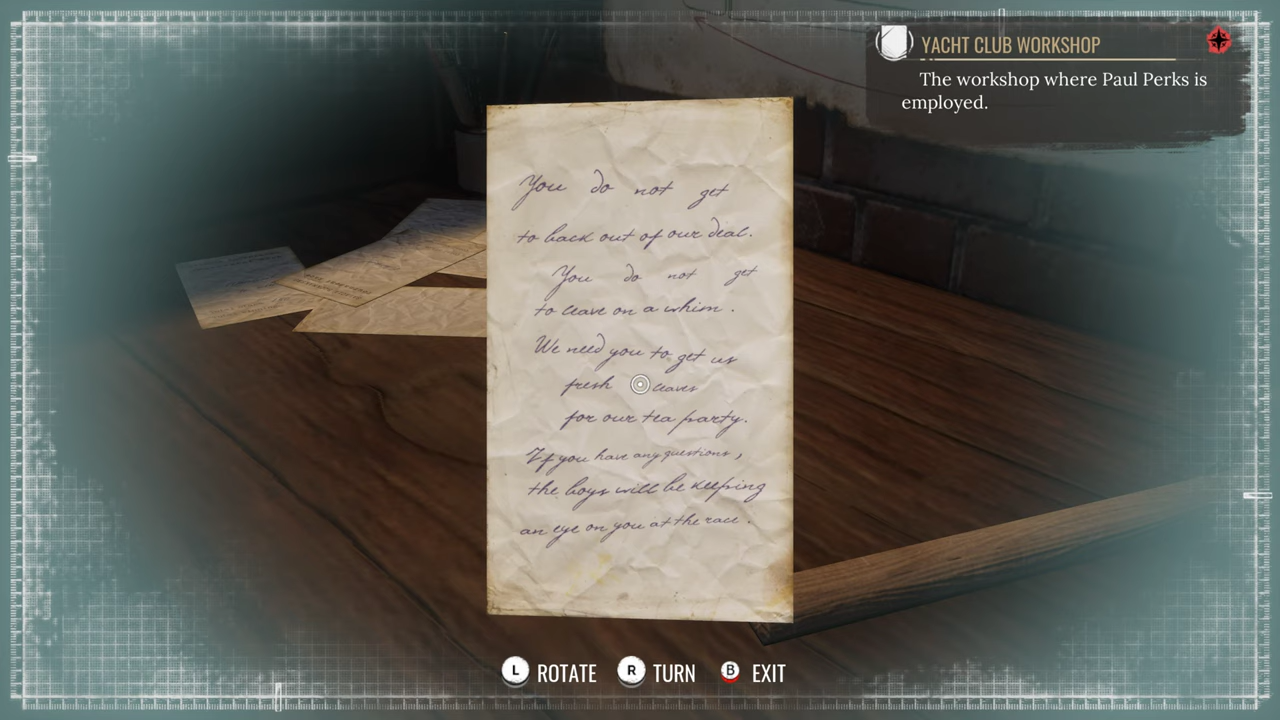 YACHT CLUB WORKSHOP
The workshop where Paul Perks is
employed.
You do not get
to back out of our deal.
You do not get
to leave on a whim.
We need you to get us
fresh leaves
for our tea party.
If you have any questions,
the boys will be keeping
an eye on you at the race.
L ROTATE R TURN B EXIT